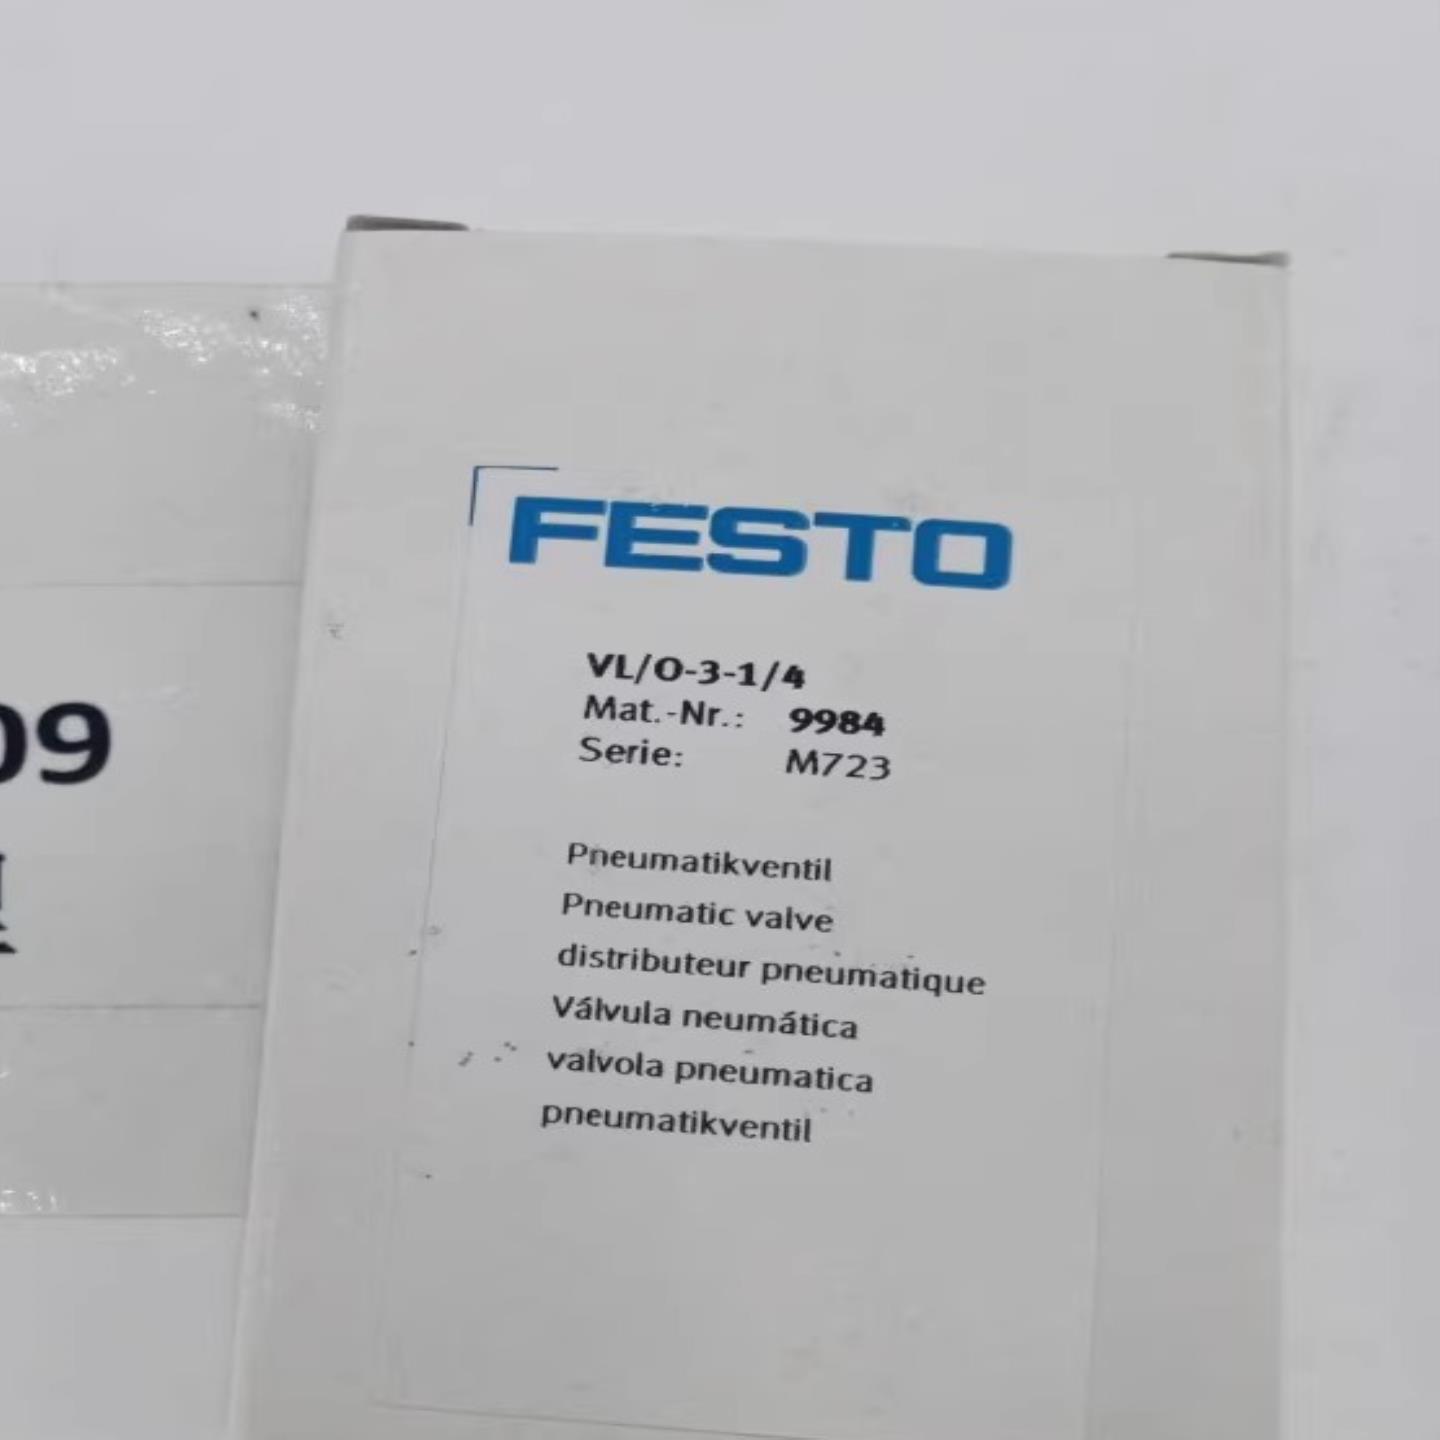 FESTO
VL/O-3-1/4
Mat.-Nr.: 9984
Serie: M723
Pneumatikventil
Pneumatic valve
distributeur pneumatique
Válvula neumática
valvola pneumatica
pneumatikventil
09